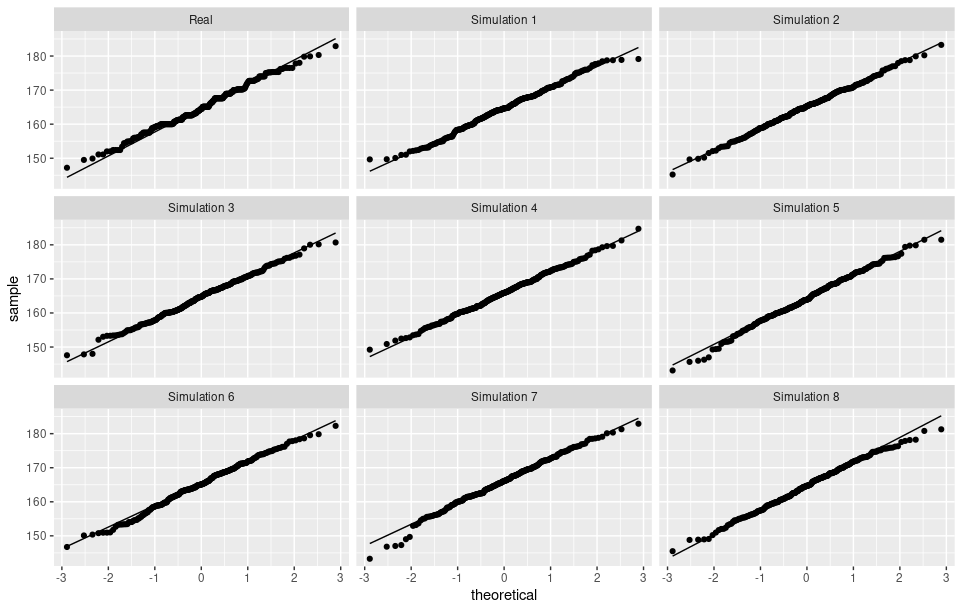 Real Simulation 1 Simulation 2
180
170
160
150
Simulation 3 Simulation 4 Simulation 5
180
170
160
150
sample
Simulation 6 Simulation 7 Simulation 8
180
170
160
150
-3 -2 -1 0 1 2 3 -3 -2 -1 0 1 2 3 -3 -2 -1 0 1 2 3
theoretical